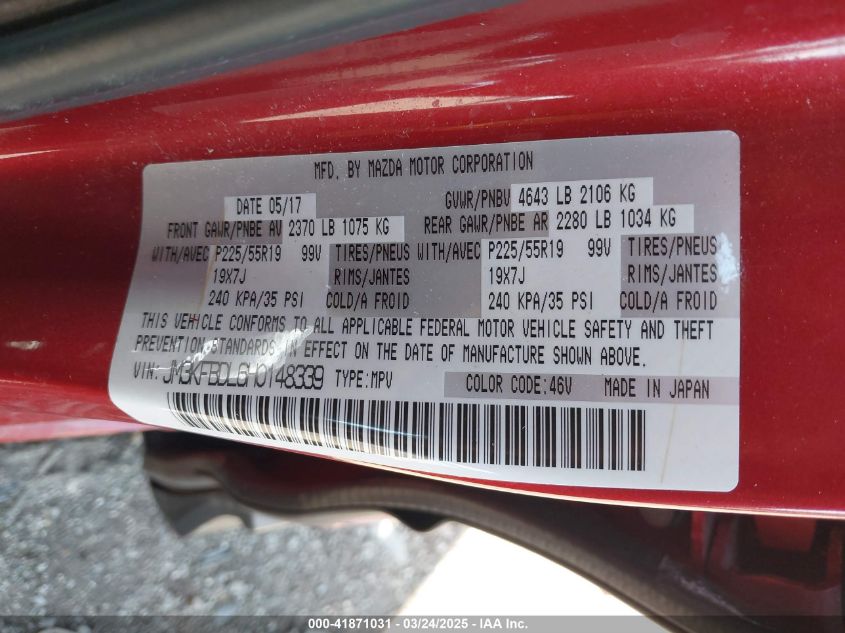 MFD. BY MAZDA MOTOR CORPORATION
DATE 05/17 GVWR/PNBV 4643 LB 2106 KG
FRONT GAWR/PNBE AV 2370 LB 1075 KG REAR GAWR/PNBE AR 2280 LB 1034 KG
WITH/AVEC P225/55R19 99V TIRES/PNEUS WITH/AVEC P225/55R19 99V TIRES/PNEUS
19X7J RIMS/JANTES 19X7J RIMS/JANTES
240 KPA/35 PSI COLD/A FROID 240 KPA/35 PSI COLD/A FROID
THIS VEHICLE CONFORMS TO ALL APPLICABLE FEDERAL MOTOR VEHICLE SAFETY AND THEFT
PREVENTION STANDARDS IN EFFECT ON THE DATE OF MANUFACTURE SHOWN ABOVE.
VIN: JM3KFBDL6H0148339 TYPE:MPV COLOR CODE:46V MADE IN JAPAN
000-41871031 - 03/24/2025 - IAA Inc.